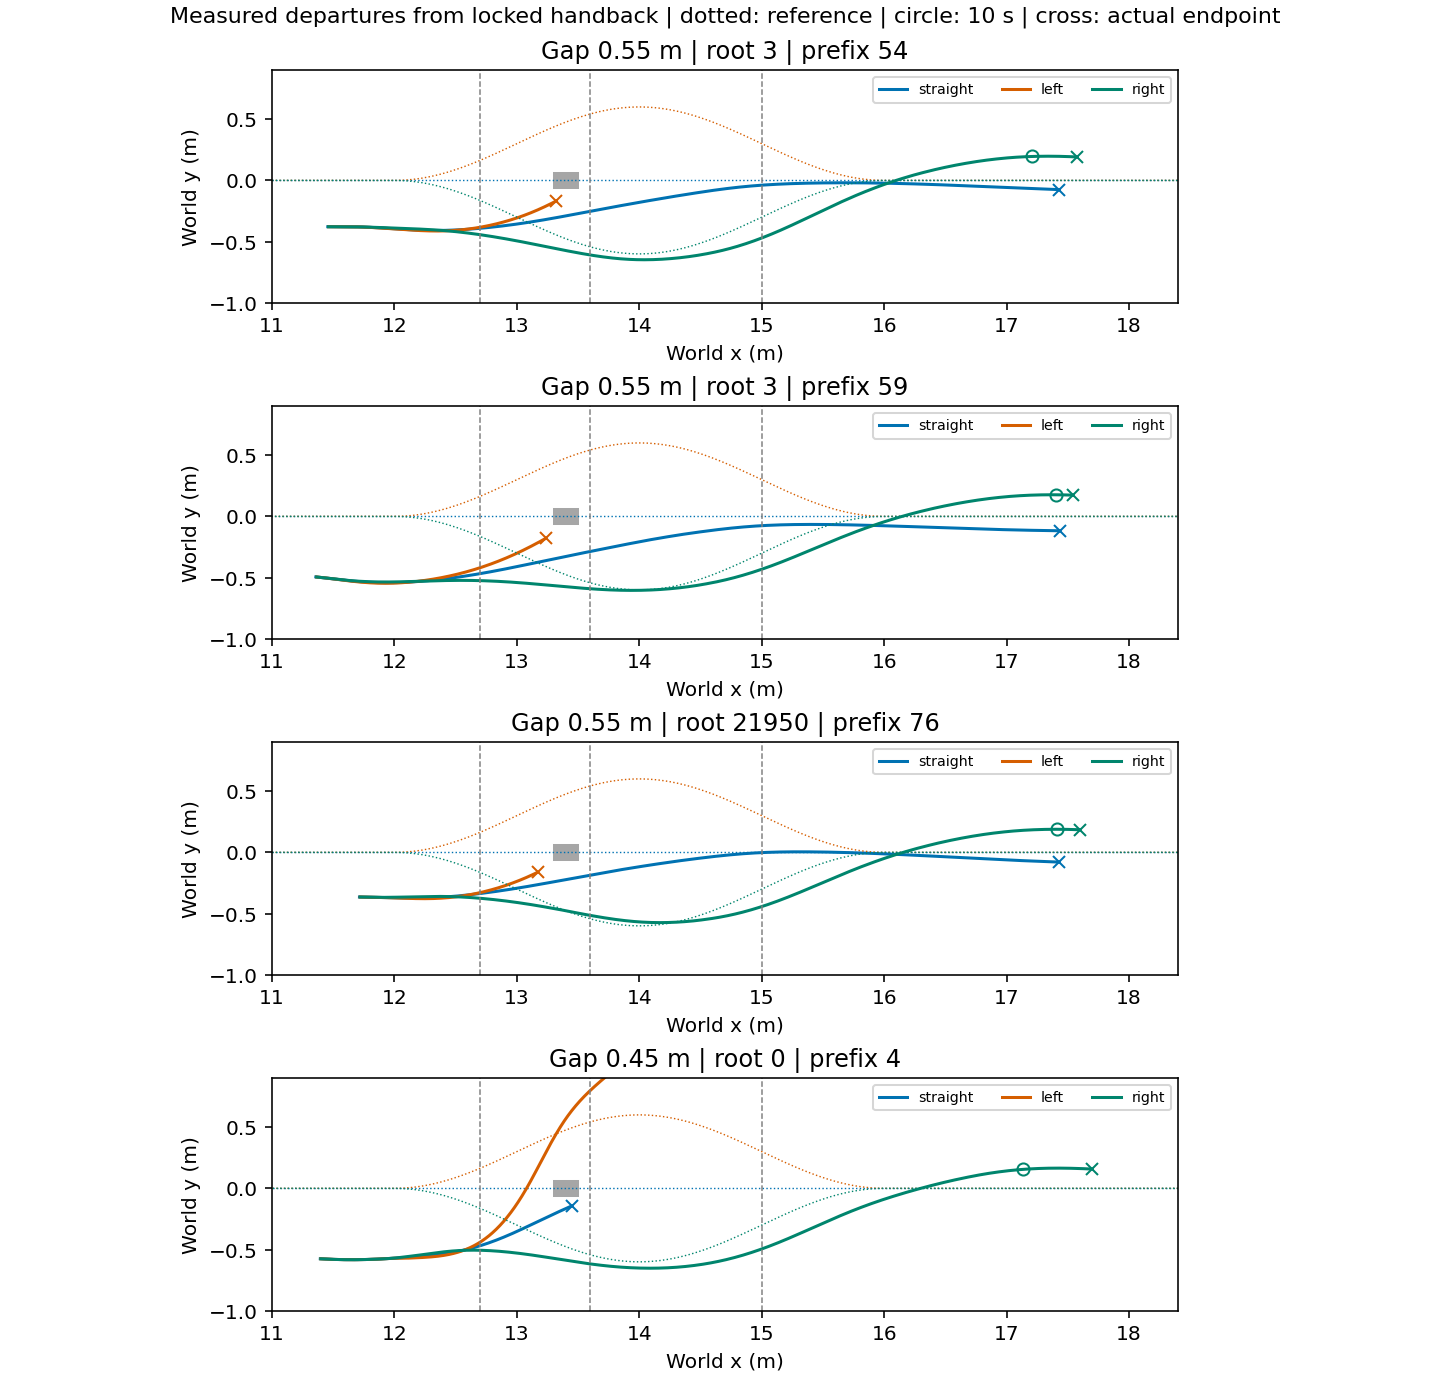 Measured departures from locked handback | dotted: reference | circle: 10 s | cross: actual endpoint
Gap 0.55 m | root 3 | prefix 54
straight left right
0.5
0.0
−0.5
−1.0
World y (m)
11 12 13 14 15 16 17 18
World x (m)
Gap 0.55 m | root 3 | prefix 59
straight left right
0.5
0.0
−0.5
−1.0
World y (m)
11 12 13 14 15 16 17 18
World x (m)
Gap 0.55 m | root 21950 | prefix 76
straight left right
0.5
0.0
−0.5
−1.0
World y (m)
11 12 13 14 15 16 17 18
World x (m)
Gap 0.45 m | root 0 | prefix 4
straight left right
0.5
0.0
−0.5
−1.0
World y (m)
11 12 13 14 15 16 17 18
World x (m)